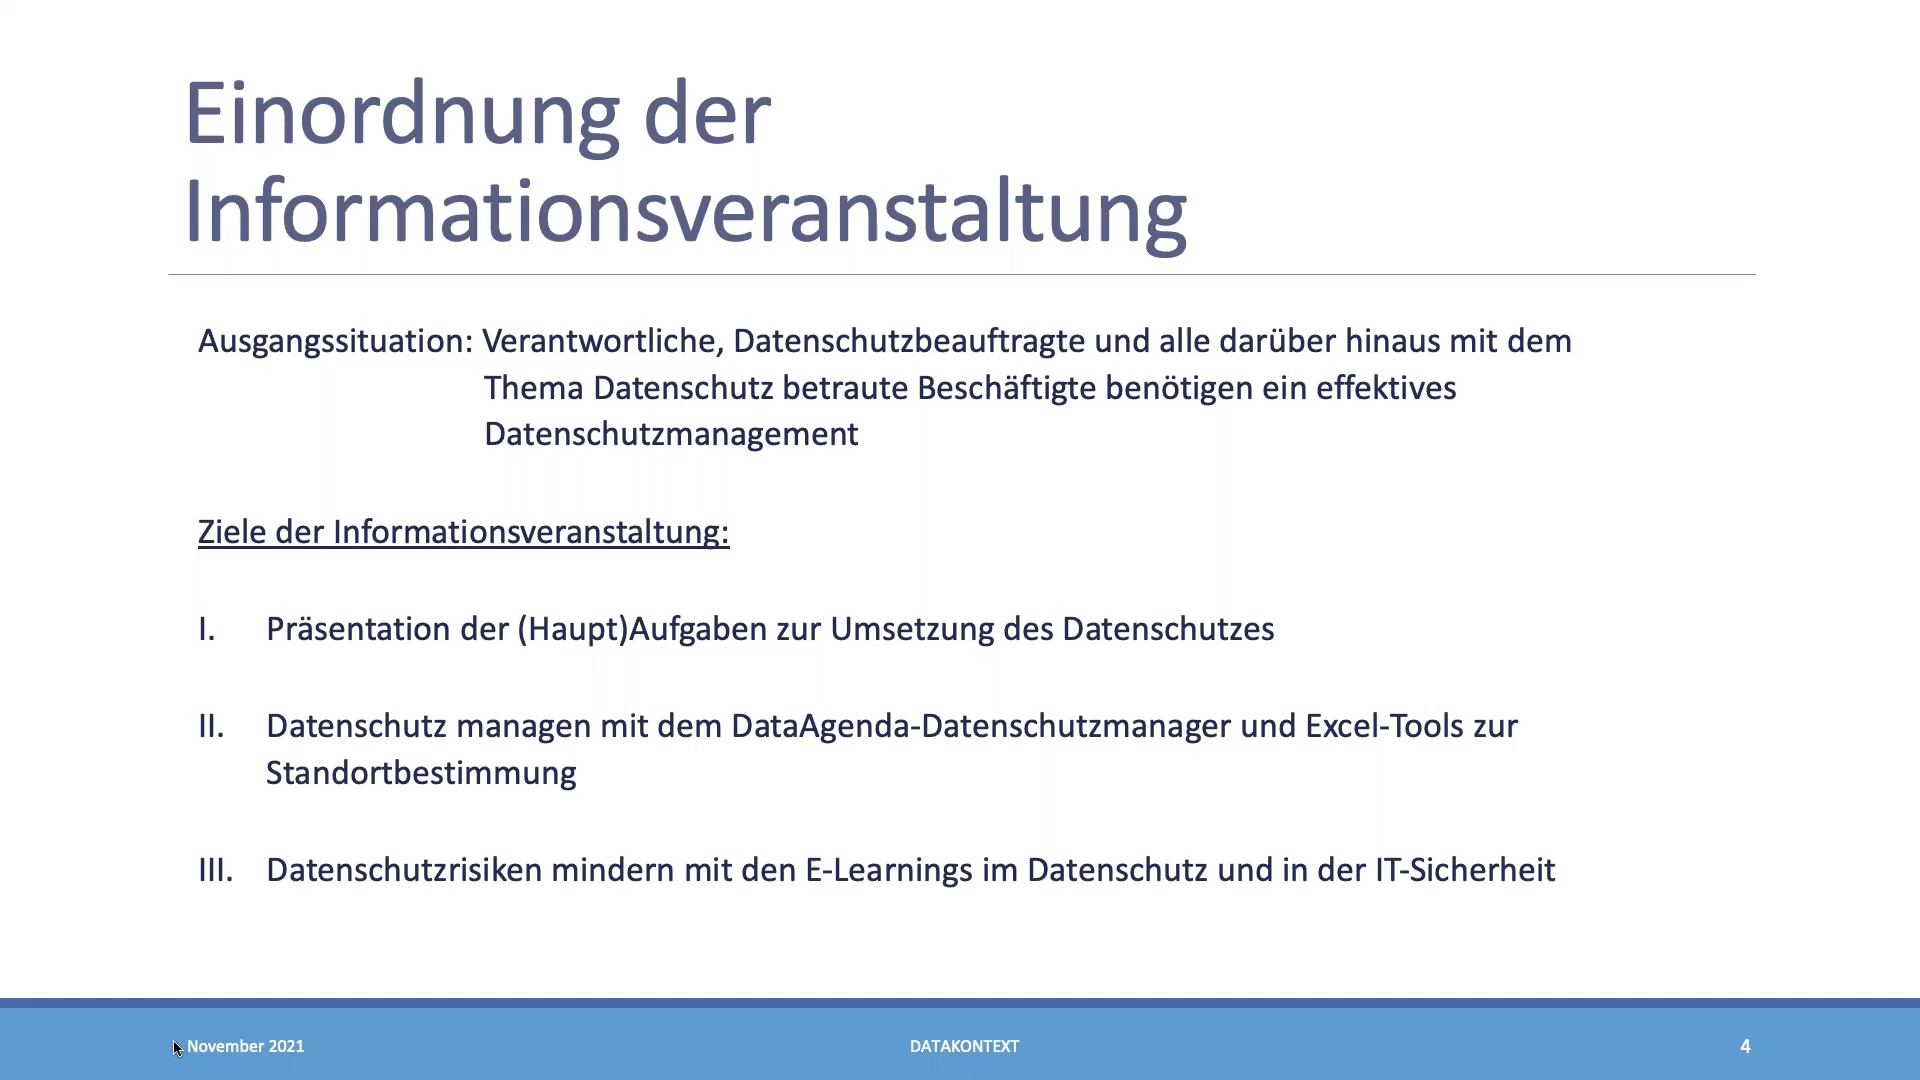 Einordnung der
Informationsveranstaltung
Ausgangssituation: Verantwortliche, Datenschutzbeauftragte und alle darüber hinaus mit dem
Thema Datenschutz betraute Beschäftigte benötigen ein effektives
Datenschutzmanagement
Ziele der Informationsveranstaltung:
I. Präsentation der (Haupt)Aufgaben zur Umsetzung des Datenschutzes
II. Datenschutz managen mit dem DataAgenda-Datenschutzmanager und Excel-Tools zur
Standortbestimmung
III. Datenschutzrisiken mindern mit den E-Learnings im Datenschutz und in der IT-Sicherheit
November 2021
DATAKONTEXT
4